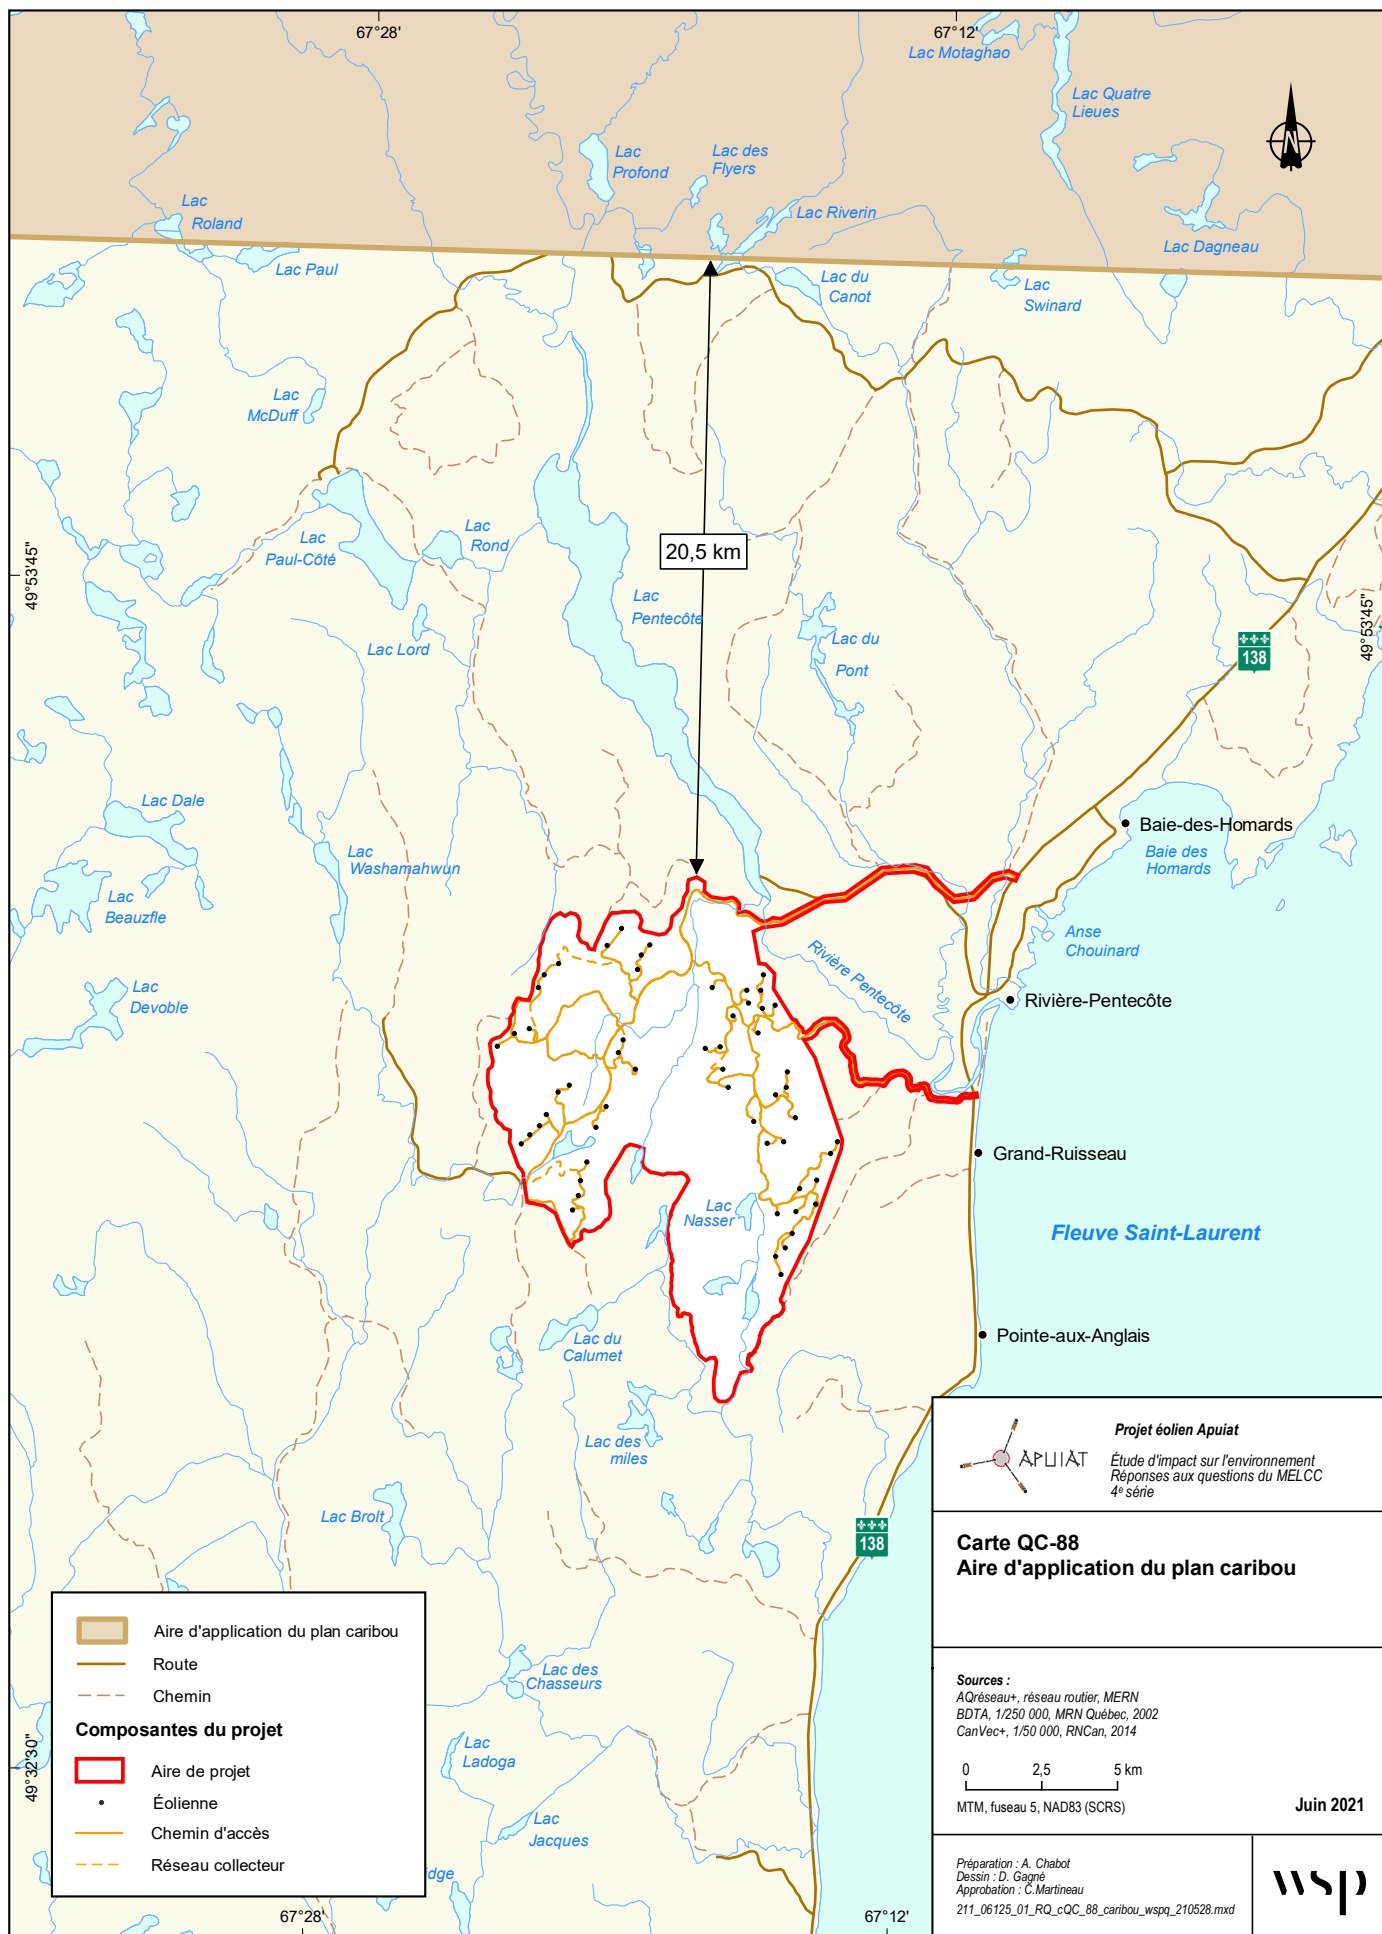 67°28'
67°12'
Lac Motaghao
Lac Quatre
Lieues
Lac
Profond
Lac des
Flyers
Lac
Roland
Lac Riverin
Lac Dagneau
Lac Paul
Lac du
Canot
Lac
Swinard
Lac
McDuff
Lac
Paul-Côté
Lac
Rond
20,5 km
49°53'45"
49°53'45"
Lac
Pentecôte
Lac Lord
Lac du
Pont
138
Lac Dale
Lac
Washamahwun
Baie-des-Homards
Baie des
Homards
Lac
Beauzfle
Anse
Chouinard
Rivière Pentecôte
Lac
Devoble
Rivière-Pentecôte
Grand-Ruisseau
Lac
Nasser
Fleuve Saint-Laurent
Lac du
Calumet
Pointe-aux-Anglais
Lac des
miles
Lac Brolt
138
Lac des
Chasseurs
Lac
Ladoga
Lac
Jacques
idge
49°32'30"
67°28'
67°12'
Aire d'application du plan caribou
Route
Chemin
Composantes du projet
Aire de projet
Éolienne
Chemin d'accès
Réseau collecteur
APUIAT
Projet éolien Apuiat
Étude d'impact sur l'environnement
Réponses aux questions du MELCC
4e série
Carte QC-88
Aire d'application du plan caribou
Sources :
AQréseau+, réseau routier, MERN
BDTA, 1/250 000, MRN Québec, 2002
CanVec+, 1/50 000, RNCan, 2014
0 2,5 5 km
MTM, fuseau 5, NAD83 (SCRS)
Juin 2021
Préparation : A. Chabot
Dessin : D. Gagné
Approbation : C.Martineau
211_06125_01_RQ_cQC_88_caribou_wspq_210528.mxd
wsp
N